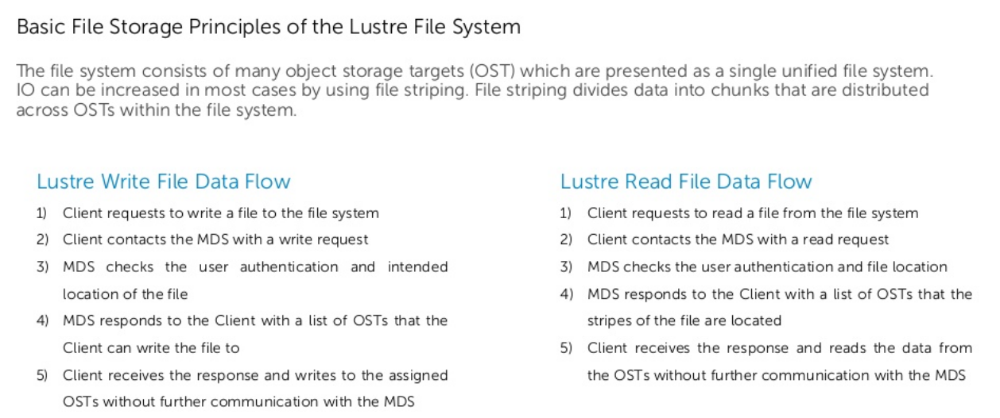 Basic File Storage Principles of the Lustre File System
The file system consists of many object storage targets (OST) which are presented as a single unified file system.
IO can be increased in most cases by using file striping. File striping divides data into chunks that are distributed
across OSTs within the file system.
Lustre Write File Data Flow
1) Client requests to write a file to the file system
2) Client contacts the MDS with a write request
3) MDS checks the user authentication and intended
location of the file
4) MDS responds to the Client with a list of OSTs that the
Client can write the file to
5) Client receives the response and writes to the assigned
OSTs without further communication with the MDS
Lustre Read File Data Flow
1) Client requests to read a file from the file system
2) Client contacts the MDS with a read request
3) MDS checks the user authentication and file location
4) MDS responds to the Client with a list of OSTs that the
stripes of the file are located
5) Client receives the response and reads the data from
the OSTs without further communication with the MDS